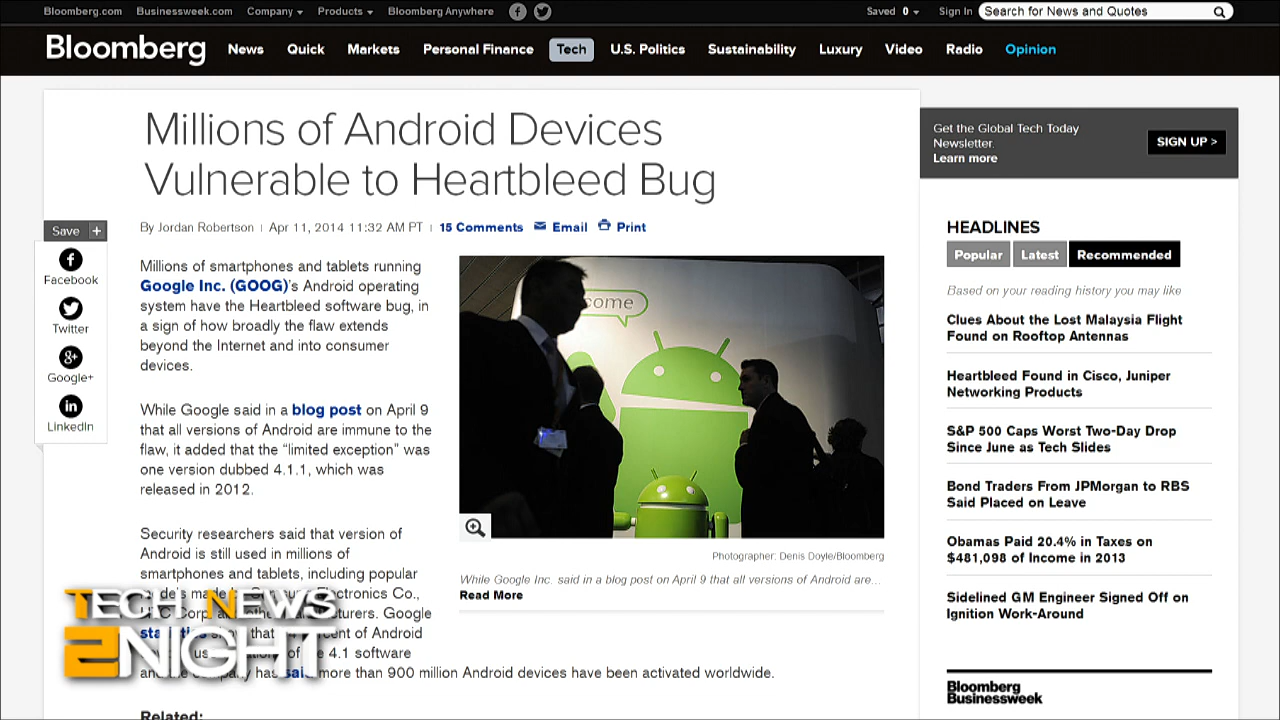 Bloomberg.com Businessweek.com Company Products Bloomberg Anywhere Saved 0 Sign In Search for News and Quotes
Bloomberg News Quick Markets Personal Finance Tech U.S. Politics Sustainability Luxury Video Radio Opinion
Millions of Android Devices
Vulnerable to Heartbleed Bug
By Jordan Robertson Apr 11, 2014 11:32 AM PT 15 Comments Email Print
Save +
Facebook
Twitter
Google+
LinkedIn
Millions of smartphones and tablets running
Google Inc. (GOOG)'s Android operating
system have the Heartbleed software bug, in
a sign of how broadly the flaw extends
beyond the Internet and into consumer
devices.
While Google said in a blog post on April 9
that all versions of Android are immune to the
flaw, it added that the “limited exception” was
one version dubbed 4.1.1, which was
released in 2012.
Security researchers said that version of
Android is still used in millions of
smartphones and tablets, including popular
made by Electronics Co.,
Google
that of Android
4.1 software
and the company has said more than 900 million Android devices have been activated worldwide.
Related:
come
Photographer: Denis Doyle/Bloomberg
While Google Inc. said in a blog post on April 9 that all versions of Android are...
Read More
Get the Global Tech Today
Newsletter.
Learn more
SIGN UP >
HEADLINES
Popular Latest Recommended
Based on your reading history you may like
Clues About the Lost Malaysia Flight
Found on Rooftop Antennas
Heartbleed Found in Cisco, Juniper
Networking Products
S&P 500 Caps Worst Two-Day Drop
Since June as Tech Slides
Bond Traders From JPMorgan to RBS
Said Placed on Leave
Obamas Paid 20.4% in Taxes on
$481,098 of Income in 2013
Sidelined GM Engineer Signed Off on
Ignition Work-Around
Bloomberg
Businessweek
TECH NEWS
2NIGHT